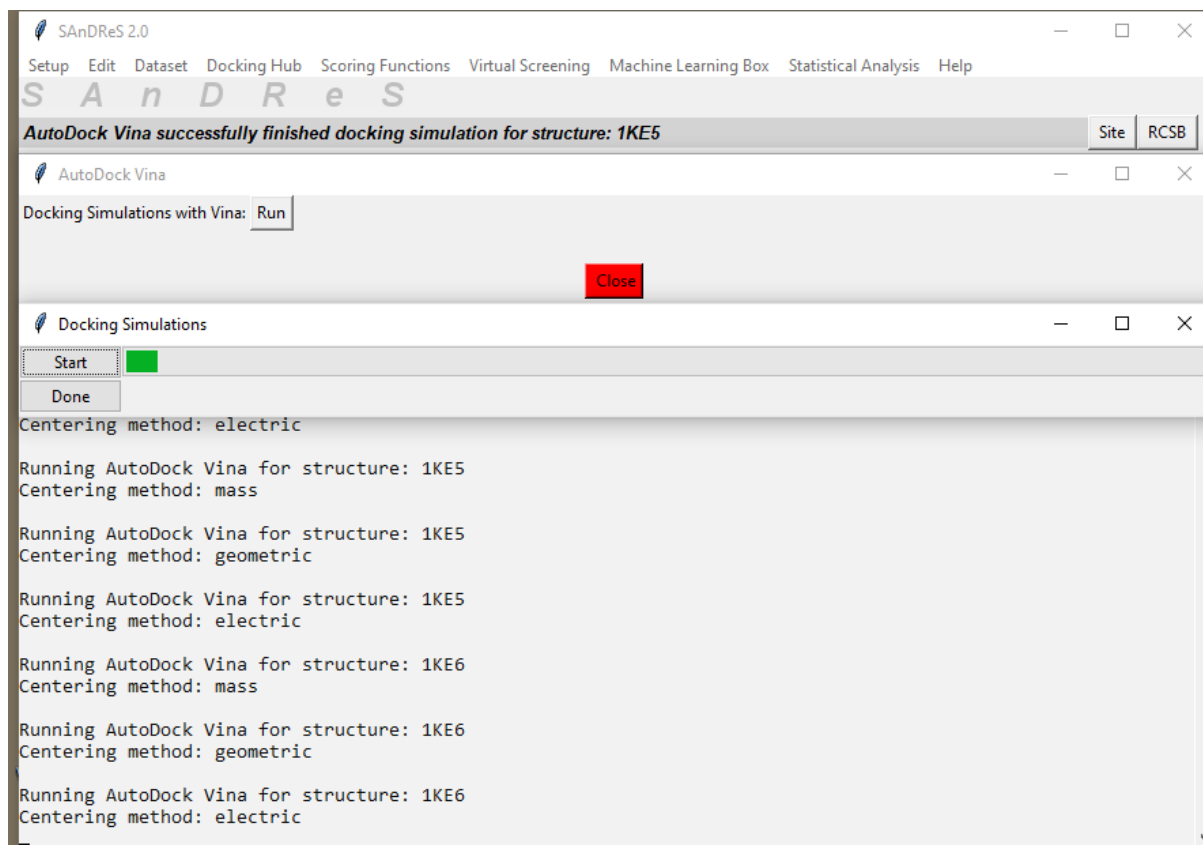 SAnDReS 2.0
Setup Edit Dataset Docking Hub Scoring Functions Virtual Screening Machine Learning Box Statistical Analysis Help
S A n D R e S
AutoDock Vina successfully finished docking simulation for structure: 1KE5 Site RCSB
AutoDock Vina
Docking Simulations with Vina: Run
Close
Docking Simulations
Start
Done
Centering method: electric
Running AutoDock Vina for structure: 1KE5
Centering method: mass
Running AutoDock Vina for structure: 1KE5
Centering method: geometric
Running AutoDock Vina for structure: 1KE5
Centering method: electric
Running AutoDock Vina for structure: 1KE6
Centering method: mass
Running AutoDock Vina for structure: 1KE6
Centering method: geometric
Running AutoDock Vina for structure: 1KE6
Centering method: electric